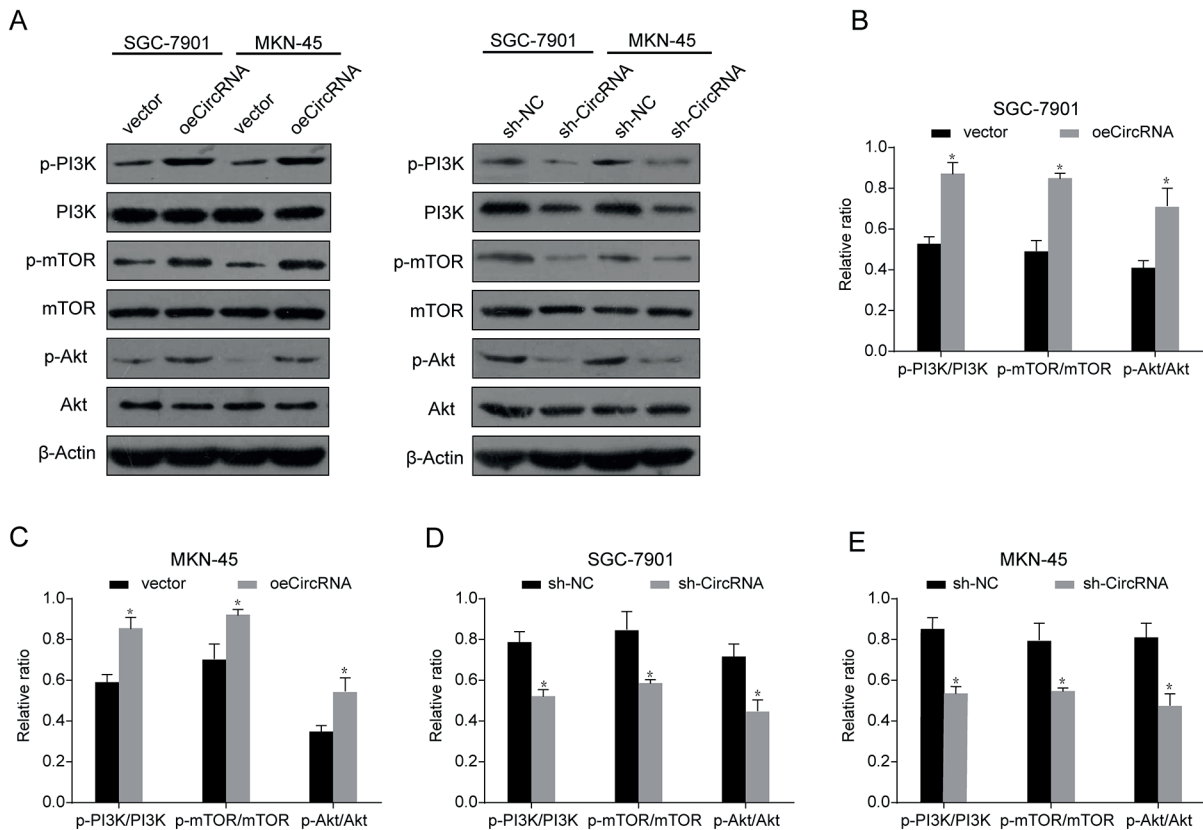 A
SGC-7901 MKN-45
vector oeCircRNA vector oeCircRNA
p-PI3K
PI3K
p-mTOR
mTOR
p-Akt
Akt
β-Actin
SGC-7901 MKN-45
sh-NC sh-CircRNA sh-NC sh-CircRNA
p-PI3K
PI3K
p-mTOR
mTOR
p-Akt
Akt
β-Actin
B
SGC-7901
vector oeCircRNA
Relative ratio
1.0
0.8
0.6
0.4
0.2
0.0
* * *
p-PI3K/PI3K p-mTOR/mTOR p-Akt/Akt
C
MKN-45
vector oeCircRNA
Relative ratio
1.0
0.8
0.6
0.4
0.2
0.0
* * *
p-PI3K/PI3K p-mTOR/mTOR p-Akt/Akt
D
SGC-7901
sh-NC sh-CircRNA
Relative ratio
1.0
0.8
0.6
0.4
0.2
0.0
* * *
p-PI3K/PI3K p-mTOR/mTOR p-Akt/Akt
E
MKN-45
sh-NC sh-CircRNA
Relative ratio
1.0
0.8
0.6
0.4
0.2
0.0
* * *
p-PI3K/PI3K p-mTOR/mTOR p-Akt/Akt